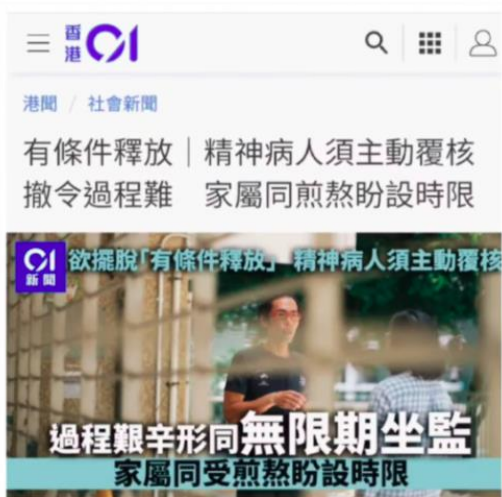 香港01
港聞 / 社會新聞
有條件釋放｜精神病人須主動覆核
撤令過程難　家屬同煎熬盼設時限
01 欲擺脫「有條件釋放」 精神病人須主動覆核
新聞
過程艱辛形同無限期坐監
家屬同受煎熬盼設時限